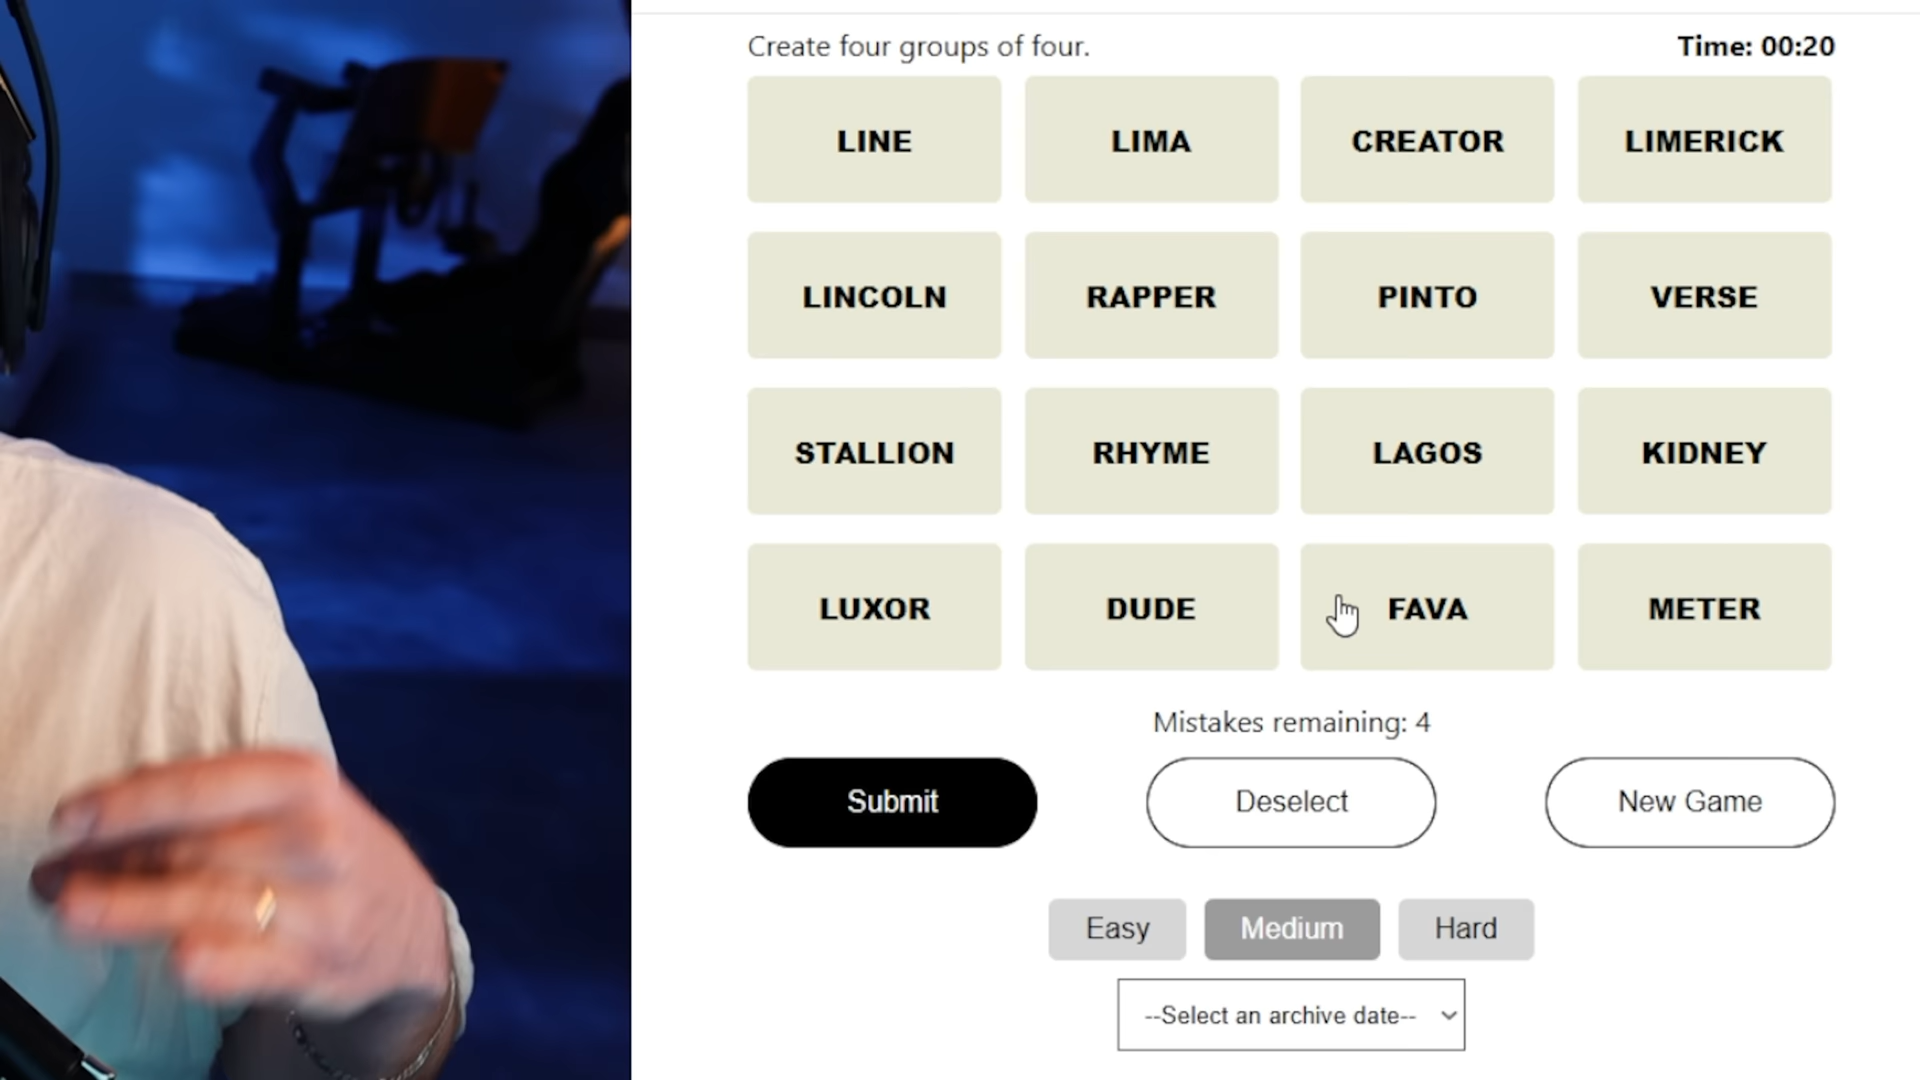 Create four groups of four.
Time: 00:20
LINE
LIMA
CREATOR
LIMERICK
LINCOLN
RAPPER
PINTO
VERSE
STALLION
RHYME
LAGOS
KIDNEY
LUXOR
DUDE
FAVA
METER
Mistakes remaining: 4
Submit
Deselect
New Game
Easy
Medium
Hard
--Select an archive date--